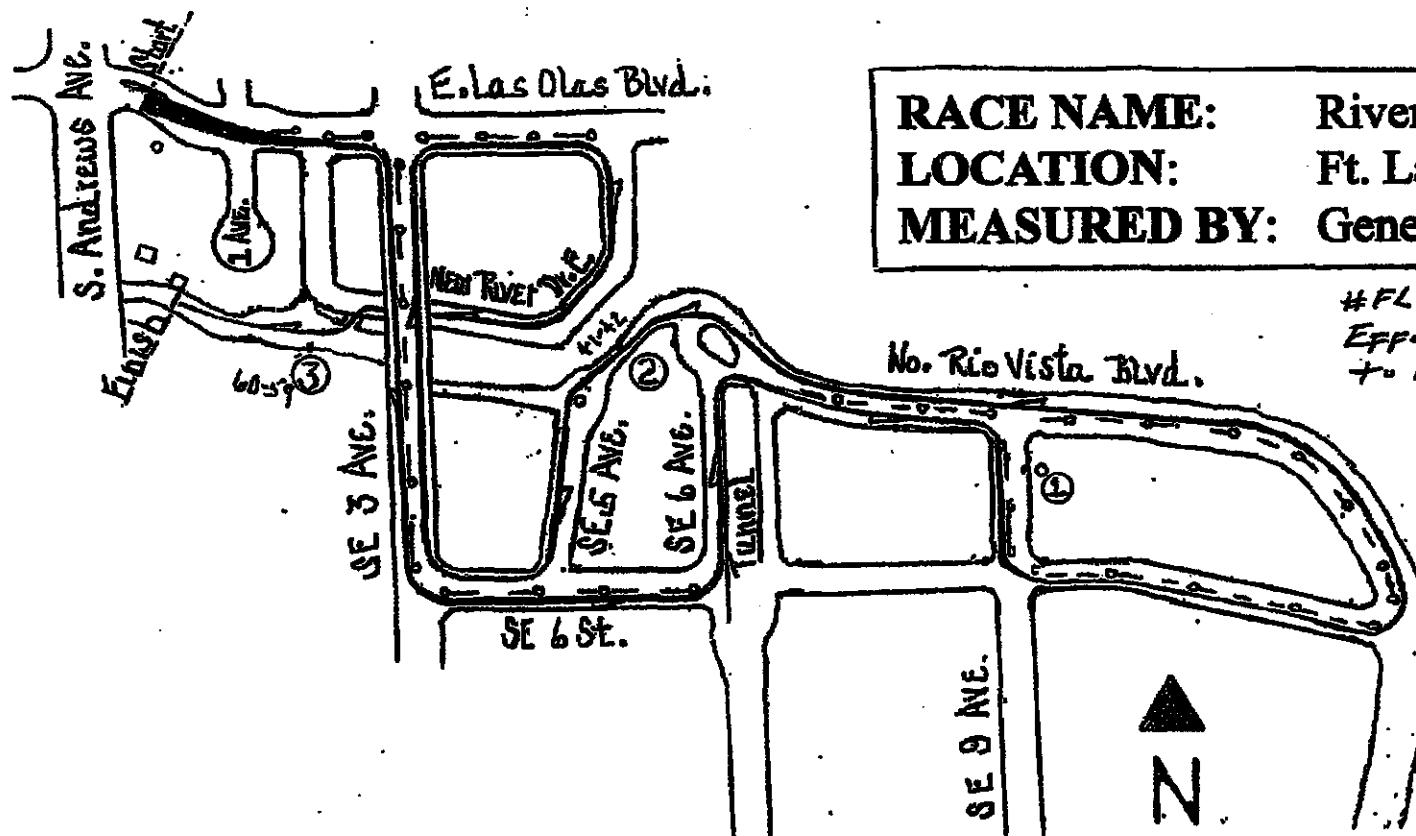 Start
S. Andrews AVE.
E. Las Olas Blvd.
RACE NAME: River
LOCATION: Ft. La
MEASURED BY: Gene
1 AVE.
New River Dr. E.
#FL
EFF
Finish
3
2
No. Rio Vista Blvd.
SE 3 AVE.
SE 5 AVE.
SE 6 AVE.
Tunnel
1
SE 6 St.
SE 9 AVE.
N